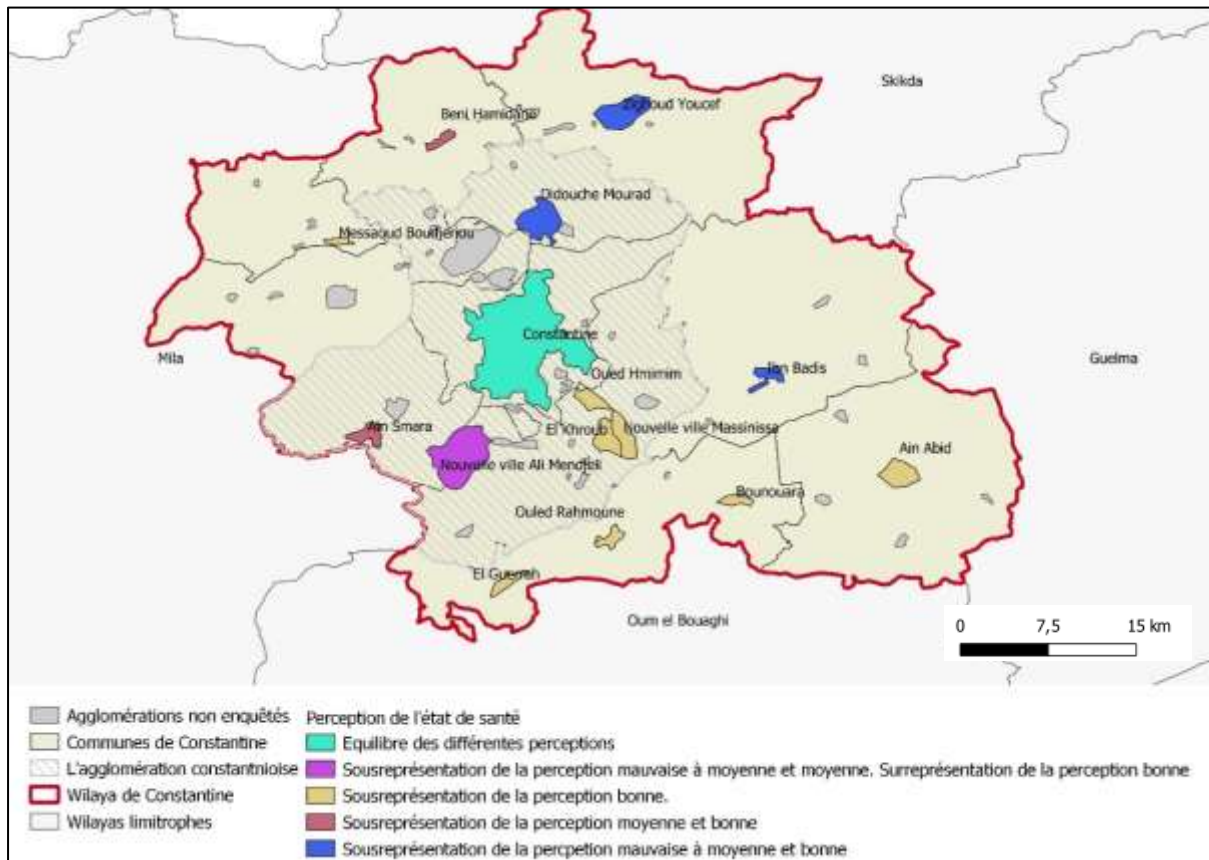 Skikda
Zighoud Youcef
Beni Hamidane
Didouche Mourad
Messaoud Boudjeriou
Constantine
Mila
Guelma
Oued Hmimim
Ibn Badis
Ain Smara
El Khroub
Nouvelle ville Massinissa
Ain Abid
Nouvelle ville Ali Mendjeli
Bounouara
Ouled Rahmoune
El Guerrah
Oum el Bouaghi
0 7,5 15 km
Agglomérations non enquêtés
Communes de Constantine
L'agglomération constantnioise
Wilaya de Constantine
Wilayas limitrophes
Perception de l'état de santé
Equilibre des différentes perceptions
Sousreprésentation de la perception mauvaise à moyenne et moyenne. Surreprésentation de la perception bonne
Sousreprésentation de la perception bonne.
Sousreprésentation de la perception moyenne et bonne
Sousreprésentation de la percpetion mauvaise à moyenne et bonne